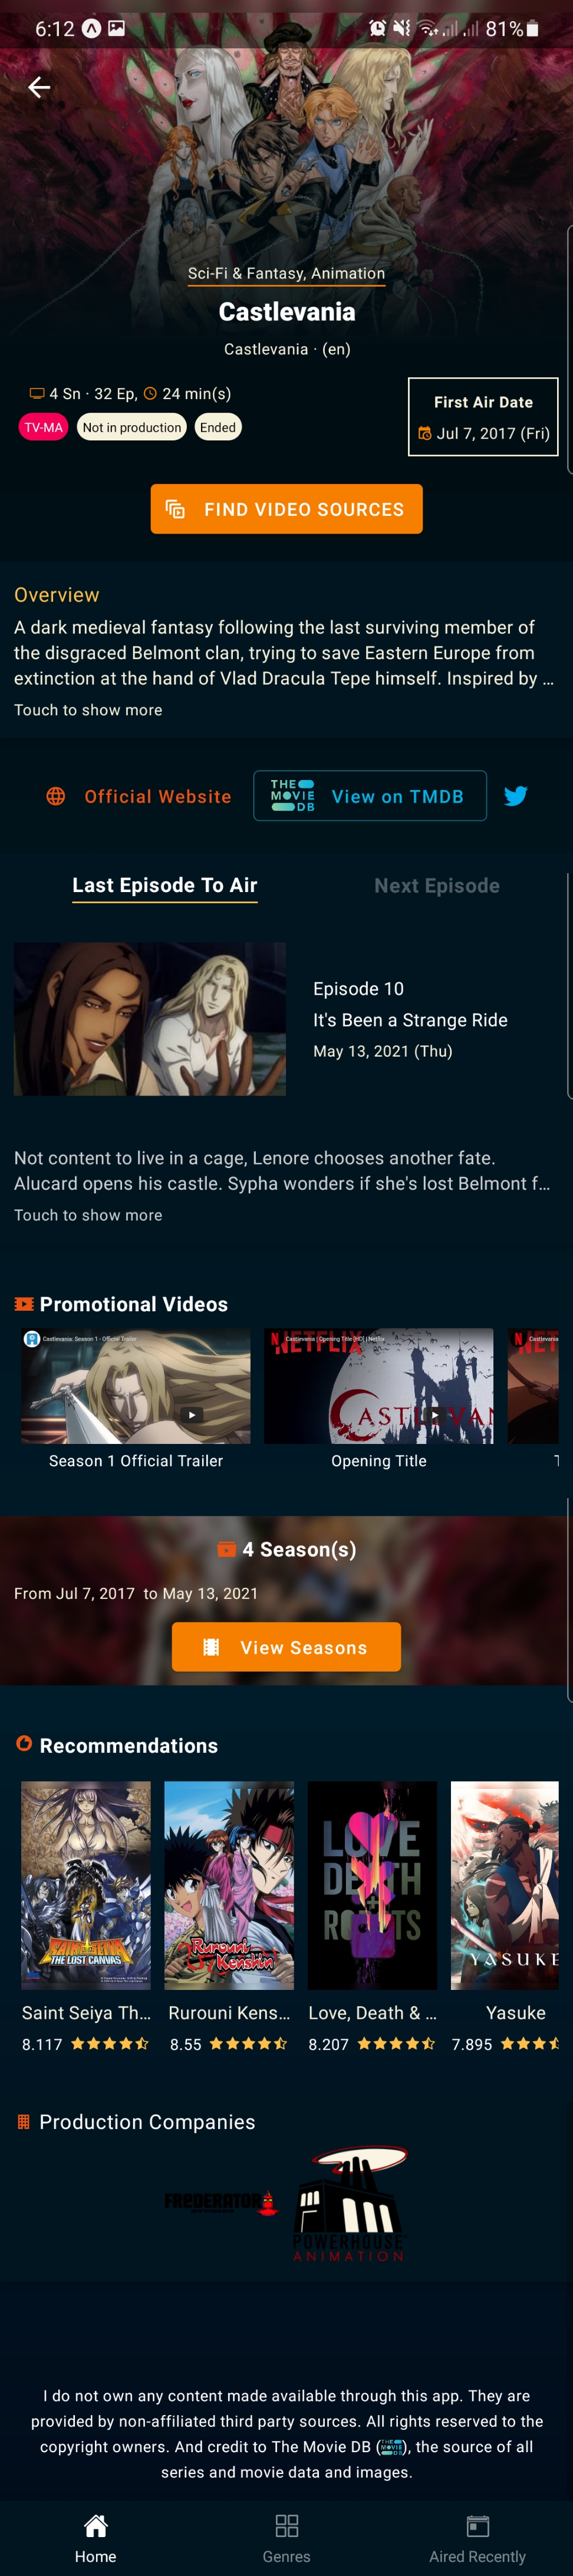 6:12
81%
Sci-Fi & Fantasy, Animation
Castlevania
Castlevania · (en)
4 Sn · 32 Ep, 24 min(s)
TV-MA
Not in production
Ended
First Air Date
Jul 7, 2017 (Fri)
FIND VIDEO SOURCES
Overview
A dark medieval fantasy following the last surviving member of
the disgraced Belmont clan, trying to save Eastern Europe from
extinction at the hand of Vlad Dracula Tepe himself. Inspired by ...
Touch to show more
Official Website
THE MOVIE DB
View on TMDB
Last Episode To Air
Next Episode
Episode 10
It's Been a Strange Ride
May 13, 2021 (Thu)
Not content to live in a cage, Lenore chooses another fate.
Alucard opens his castle. Sypha wonders if she's lost Belmont f...
Touch to show more
Promotional Videos
Castlevania: Season 1 - Official Trailer
Castlevania | Opening Title [HD] | Netflix
NETFLIX
Castlevania
NE
Season 1 Official Trailer
Opening Title
4 Season(s)
From Jul 7, 2017 to May 13, 2021
View Seasons
Recommendations
SAINT SEIYA
THE LOST CANVAS
Rurouni
Kenshin
LOVE
DEATH
+
ROBOTS
YASUKE
Saint Seiya Th...
Rurouni Kens...
Love, Death & ...
Yasuke
8.117
8.55
8.207
7.895
Production Companies
FREDERATOR
POWERHOUSE
ANIMATION
I do not own any content made available through this app. They are
provided by non-affiliated third party sources. All rights reserved to the
copyright owners. And credit to The Movie DB (THE MOVIE DB), the source of all
series and movie data and images.
Home
Genres
Aired Recently